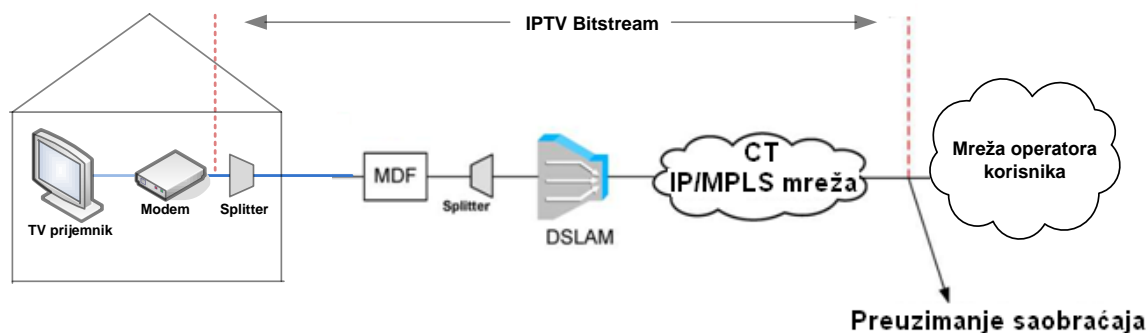 IPTV Bitstream
TV prijemnik
Modem
Splitter
MDF
Splitter
DSLAM
CT
IP/MPLS mreža
Mreža operatora
korisnika
Preuzimanje saobraćaja